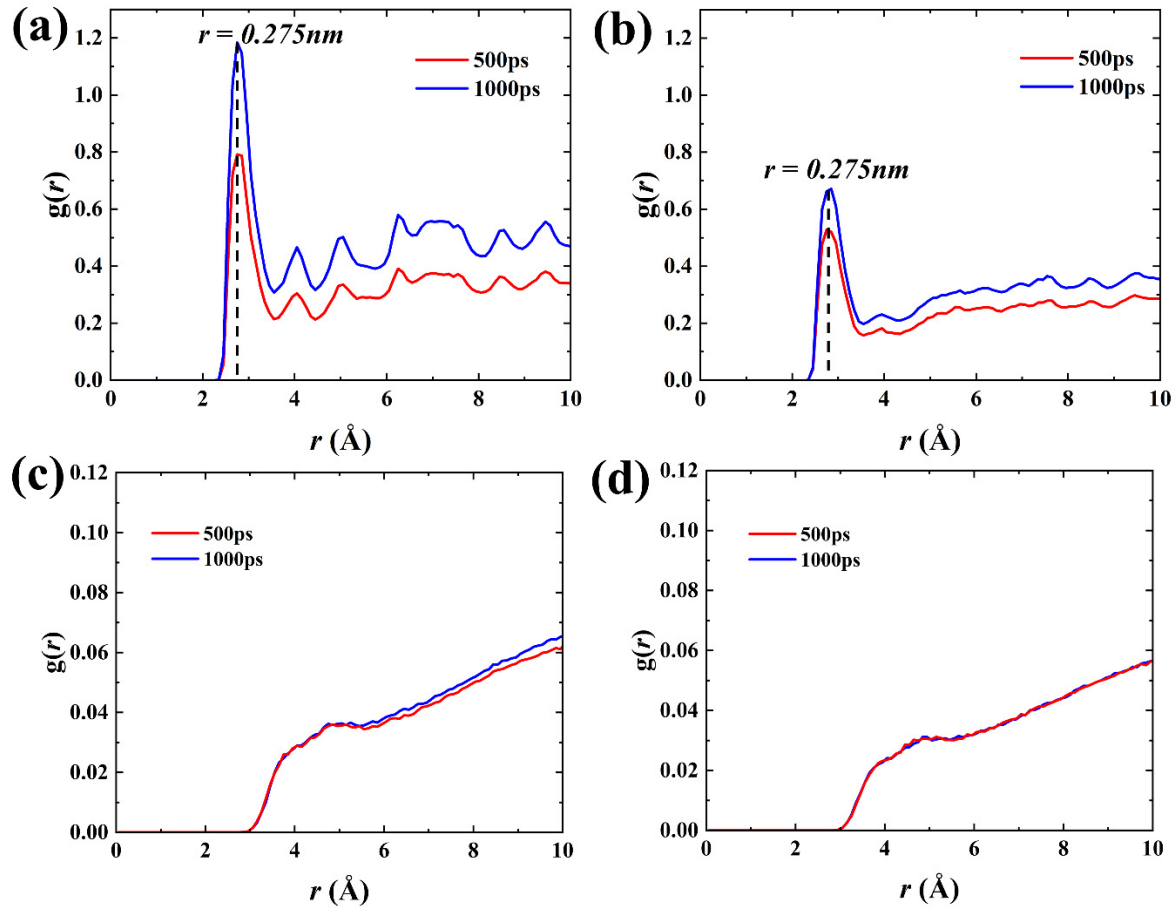 (a)
r = 0.275nm
500ps
1000ps
1.2
1.0
0.8
0.6
0.4
0.2
0.0
g(r)
0 2 4 6 8 10
r (Å)
(b)
r = 0.275nm
500ps
1000ps
1.2
1.0
0.8
0.6
0.4
0.2
0.0
g(r)
0 2 4 6 8 10
r (Å)
(c)
500ps
1000ps
0.12
0.10
0.08
0.06
0.04
0.02
0.00
g(r)
0 2 4 6 8 10
r (Å)
(d)
500ps
1000ps
0.12
0.10
0.08
0.06
0.04
0.02
0.00
g(r)
0 2 4 6 8 10
r (Å)